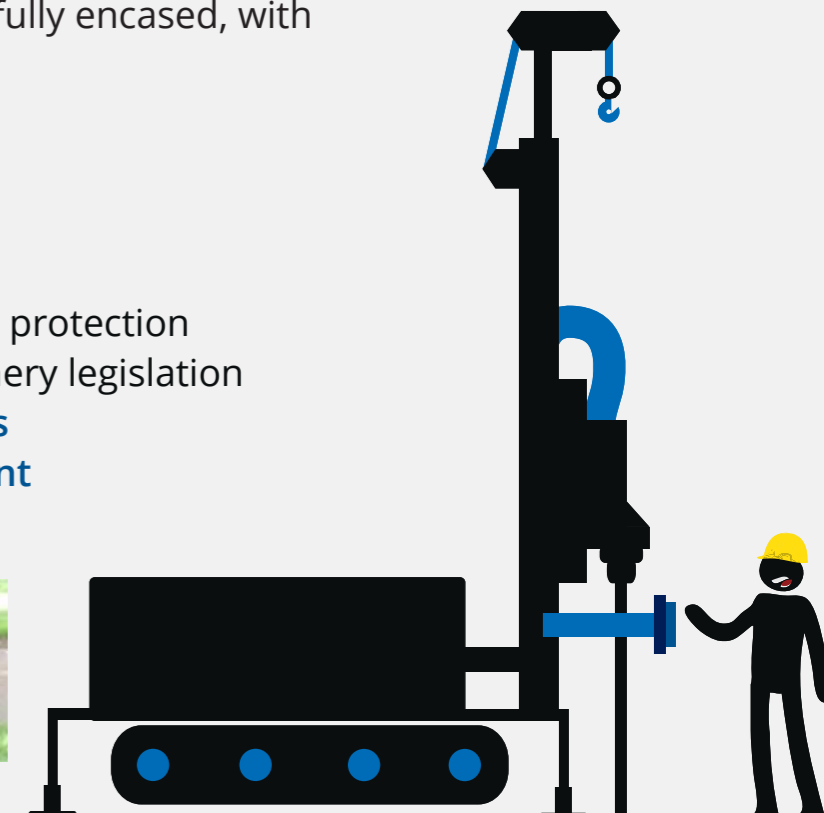 fully encased, with
protection
ery legislation
s
nt